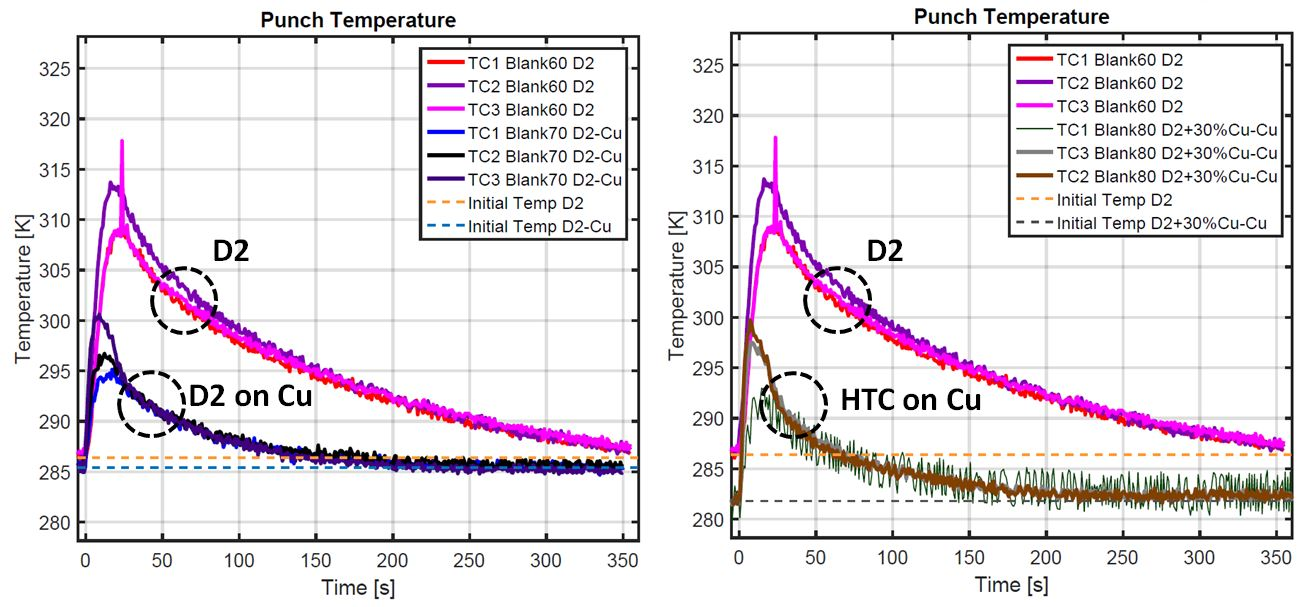 Punch Temperature
325
320
315
310
305
300
295
290
285
280
Temperature [K]
TC1 Blank60 D2
TC2 Blank60 D2
TC3 Blank60 D2
TC1 Blank70 D2-Cu
TC2 Blank70 D2-Cu
TC3 Blank70 D2-Cu
Initial Temp D2
Initial Temp D2-Cu
D2
D2 on Cu
0 50 100 150 200 250 300 350
Time [s]
Punch Temperature
325
320
315
310
305
300
295
290
285
280
Temperature [K]
TC1 Blank60 D2
TC2 Blank60 D2
TC3 Blank60 D2
TC1 Blank80 D2+30%Cu-Cu
TC3 Blank80 D2+30%Cu-Cu
TC2 Blank80 D2+30%Cu-Cu
Initial Temp D2
Initial Temp D2+30%Cu-Cu
D2
HTC on Cu
0 50 100 150 200 250 300 350
Time [s]